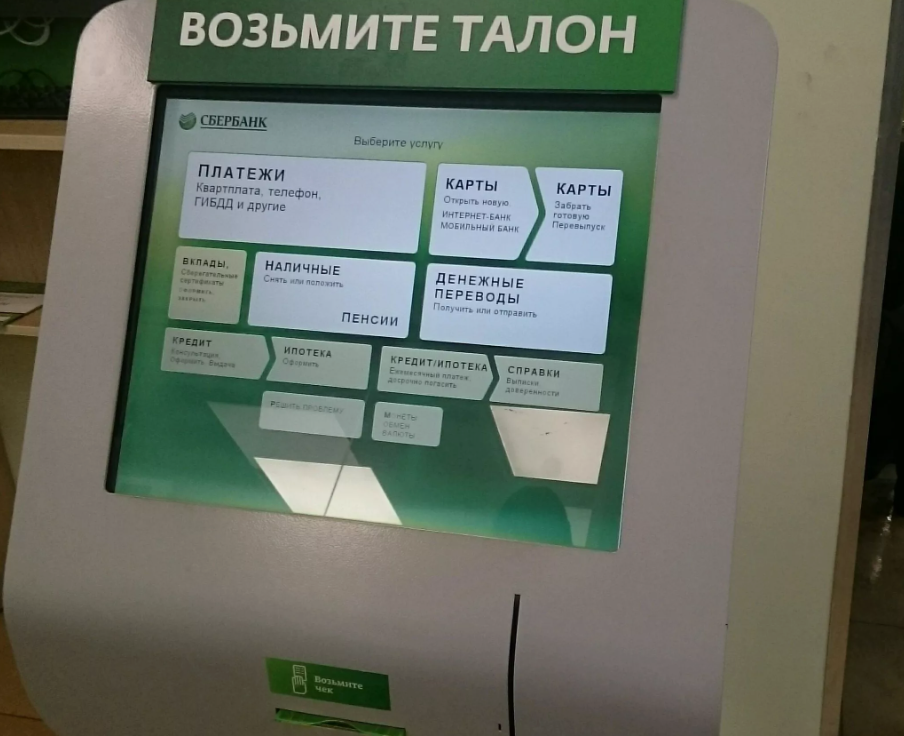 ВОЗЬМИТЕ ТАЛОН
СБЕРБАНК
Выберите услугу
ПЛАТЕЖИ
Квартплата, телефон,
ГИБДД и другие
КАРТЫ
Открыть новую
ИНТЕРНЕТ-БАНК
МОБИЛЬНЫЙ БАНК
КАРТЫ
Забрать
готовую
Перевыпуск
ВКЛАДЫ,
Сберегательные
сертификаты
НАЛИЧНЫЕ
Снять или положить
ПЕНСИИ
ДЕНЕЖНЫЕ
ПЕРЕВОДЫ
Получить или отправить
КРЕДИТ
Консультация,
Оформить. Выдача
ИПОТЕКА
Оформить
КРЕДИТ/ИПОТЕКА
Ежемесячный платеж
досрочно погасить
СПРАВКИ
Выписки,
доверенности
РЕШИТЬ ПРОБЛЕМУ
МОНЕТЫ
ОБМЕН
ВАЛЮТЫ
Возьмите
чек